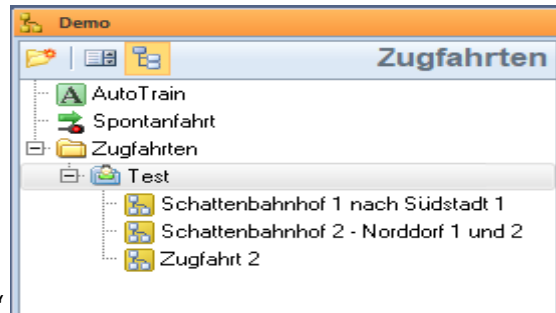 Demo
Zugfahrten
AutoTrain
Spontanfahrt
Zugfahrten
Test
Schattenbahnhof 1 nach Südstadt 1
Schattenbahnhof 2 - Norddorf 1 und 2
Zugfahrt 2